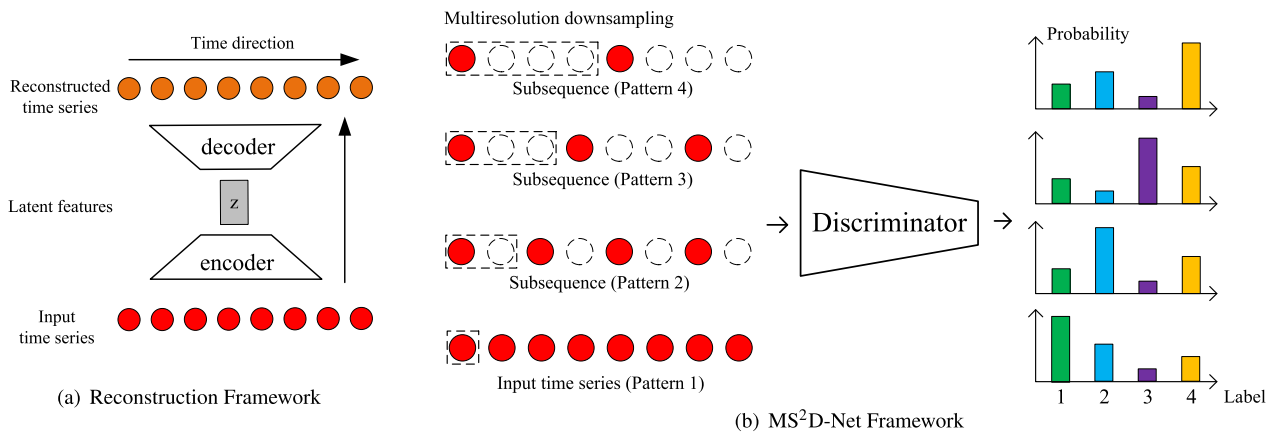 Time direction
Reconstructed
time series
decoder
Latent features
z
encoder
Input
time series
(a) Reconstruction Framework
Multiresolution downsampling
Subsequence (Pattern 4)
Subsequence (Pattern 3)
Subsequence (Pattern 2)
Input time series (Pattern 1)
Discriminator
Probability
1 2 3 4 Label
(b) MS²D-Net Framework